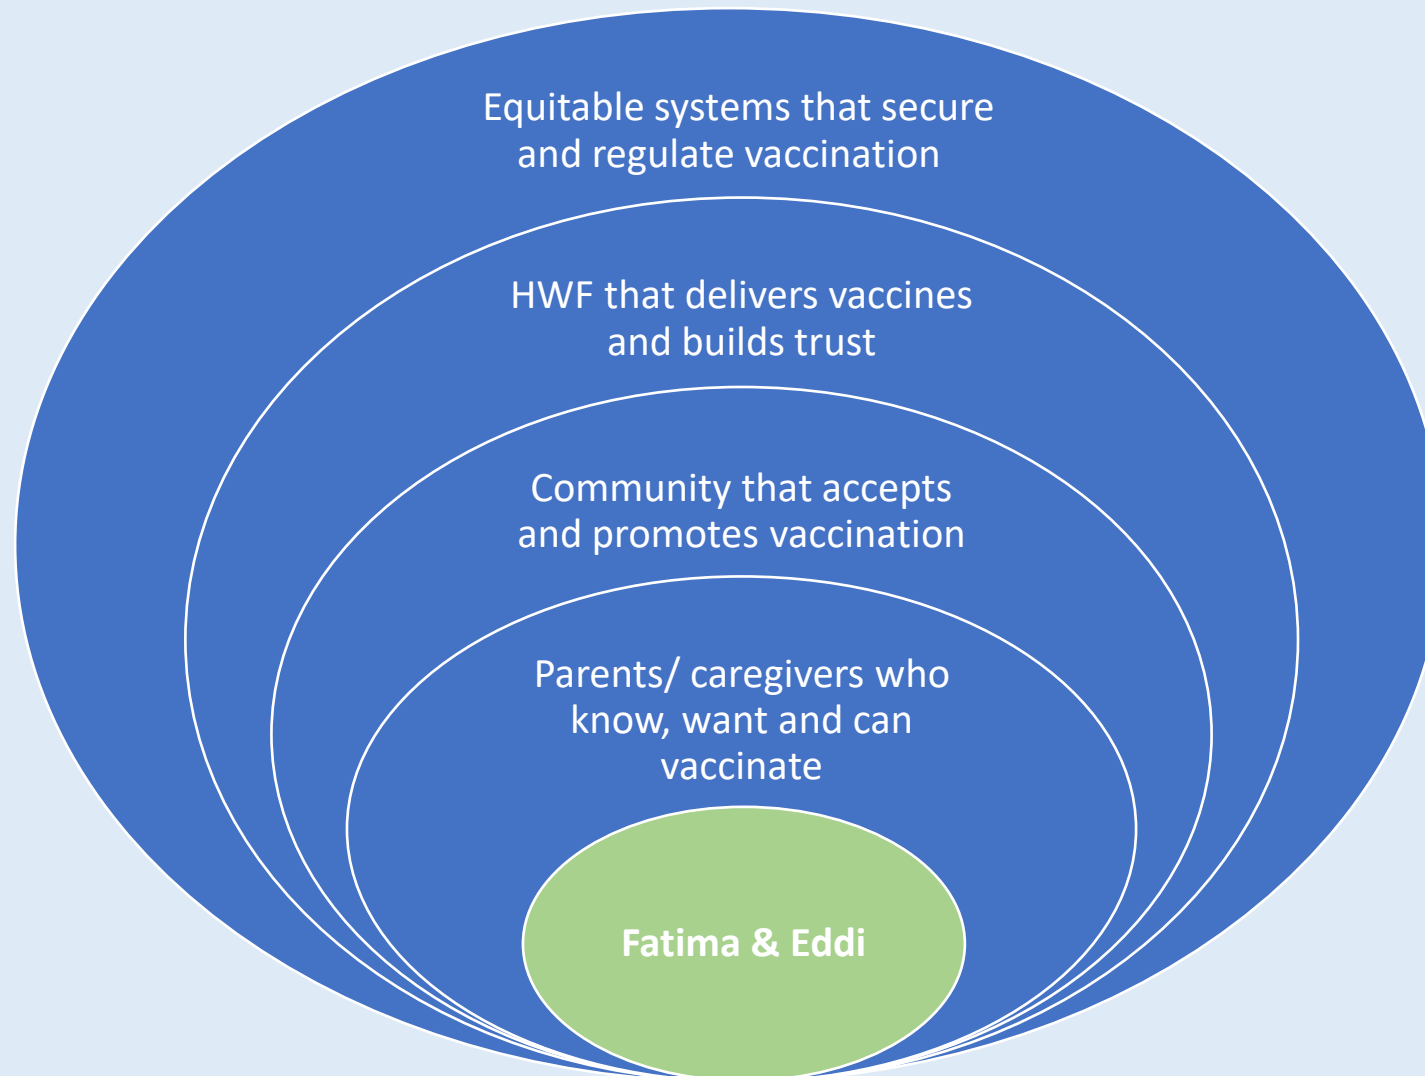 Equitable systems that secure
and regulate vaccination
HWF that delivers vaccines
and builds trust
Community that accepts
and promotes vaccination
Parents/ caregivers who
know, want and can
vaccinate
Fatima & Eddi